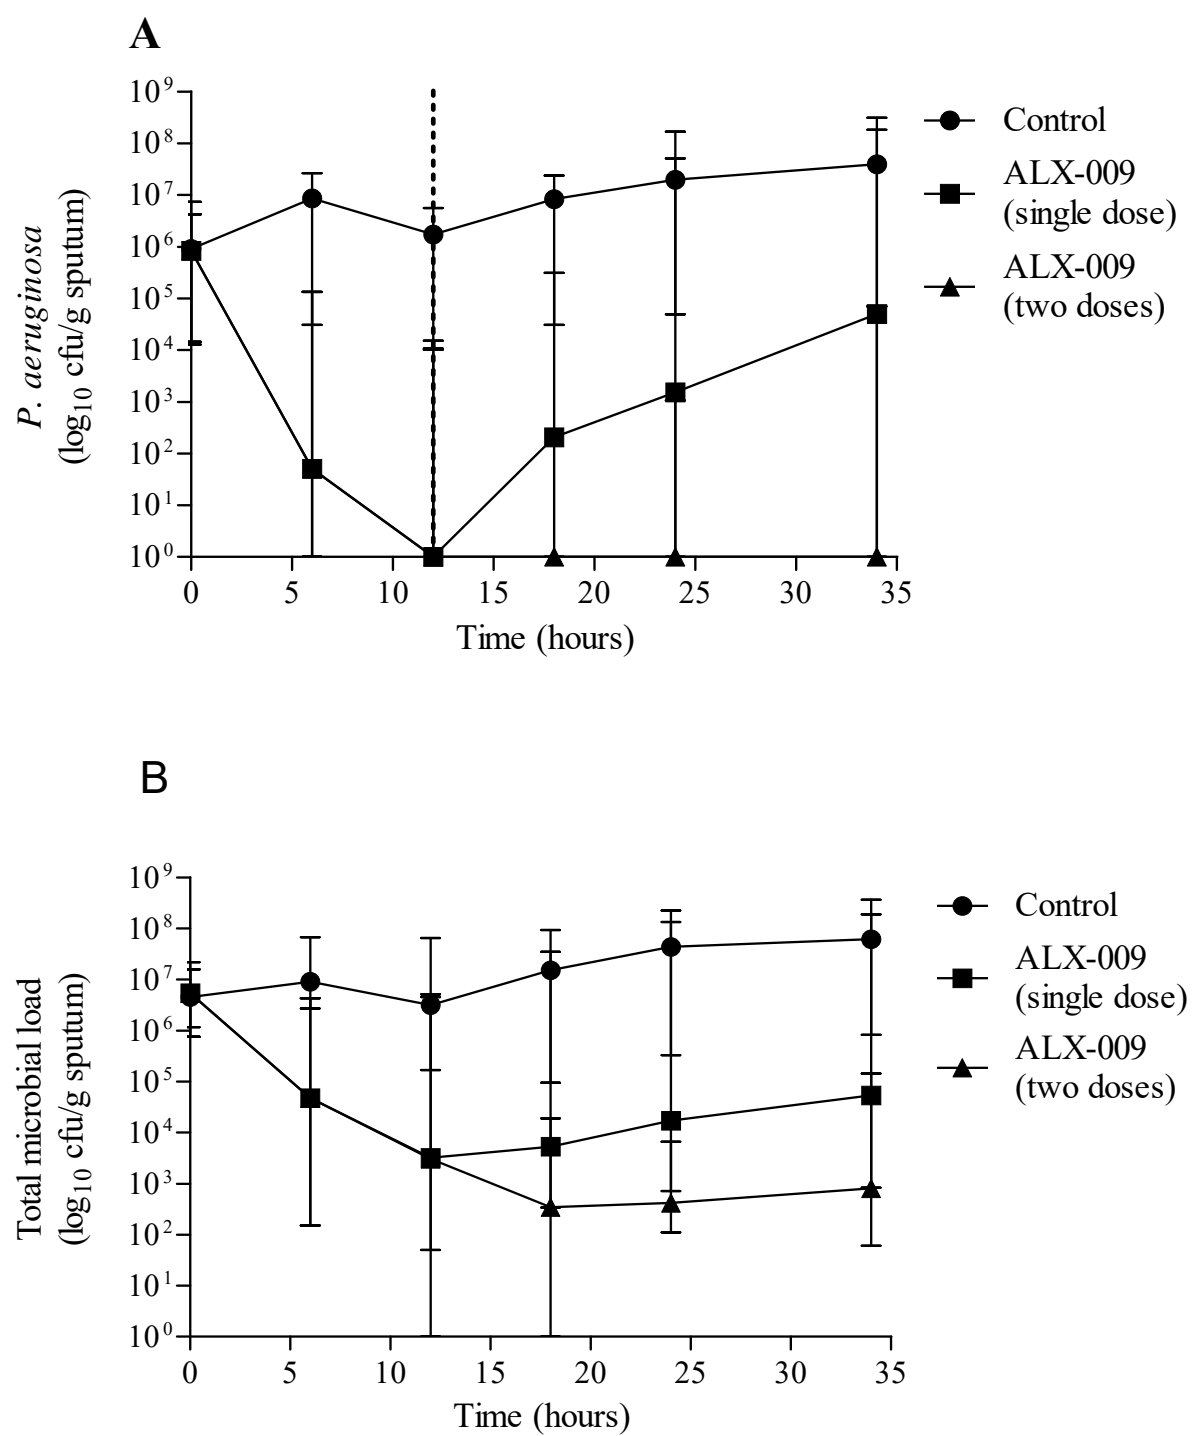 A
P. aeruginosa
(log₁₀ cfu/g sputum)
10⁹
10⁸
10⁷
10⁶
10⁵
10⁴
10³
10²
10¹
10⁰
0 5 10 15 20 25 30 35
Time (hours)
Control
ALX-009
(single dose)
ALX-009
(two doses)
B
Total microbial load
(log₁₀ cfu/g sputum)
10⁹
10⁸
10⁷
10⁶
10⁵
10⁴
10³
10²
10¹
10⁰
0 5 10 15 20 25 30 35
Time (hours)
Control
ALX-009
(single dose)
ALX-009
(two doses)